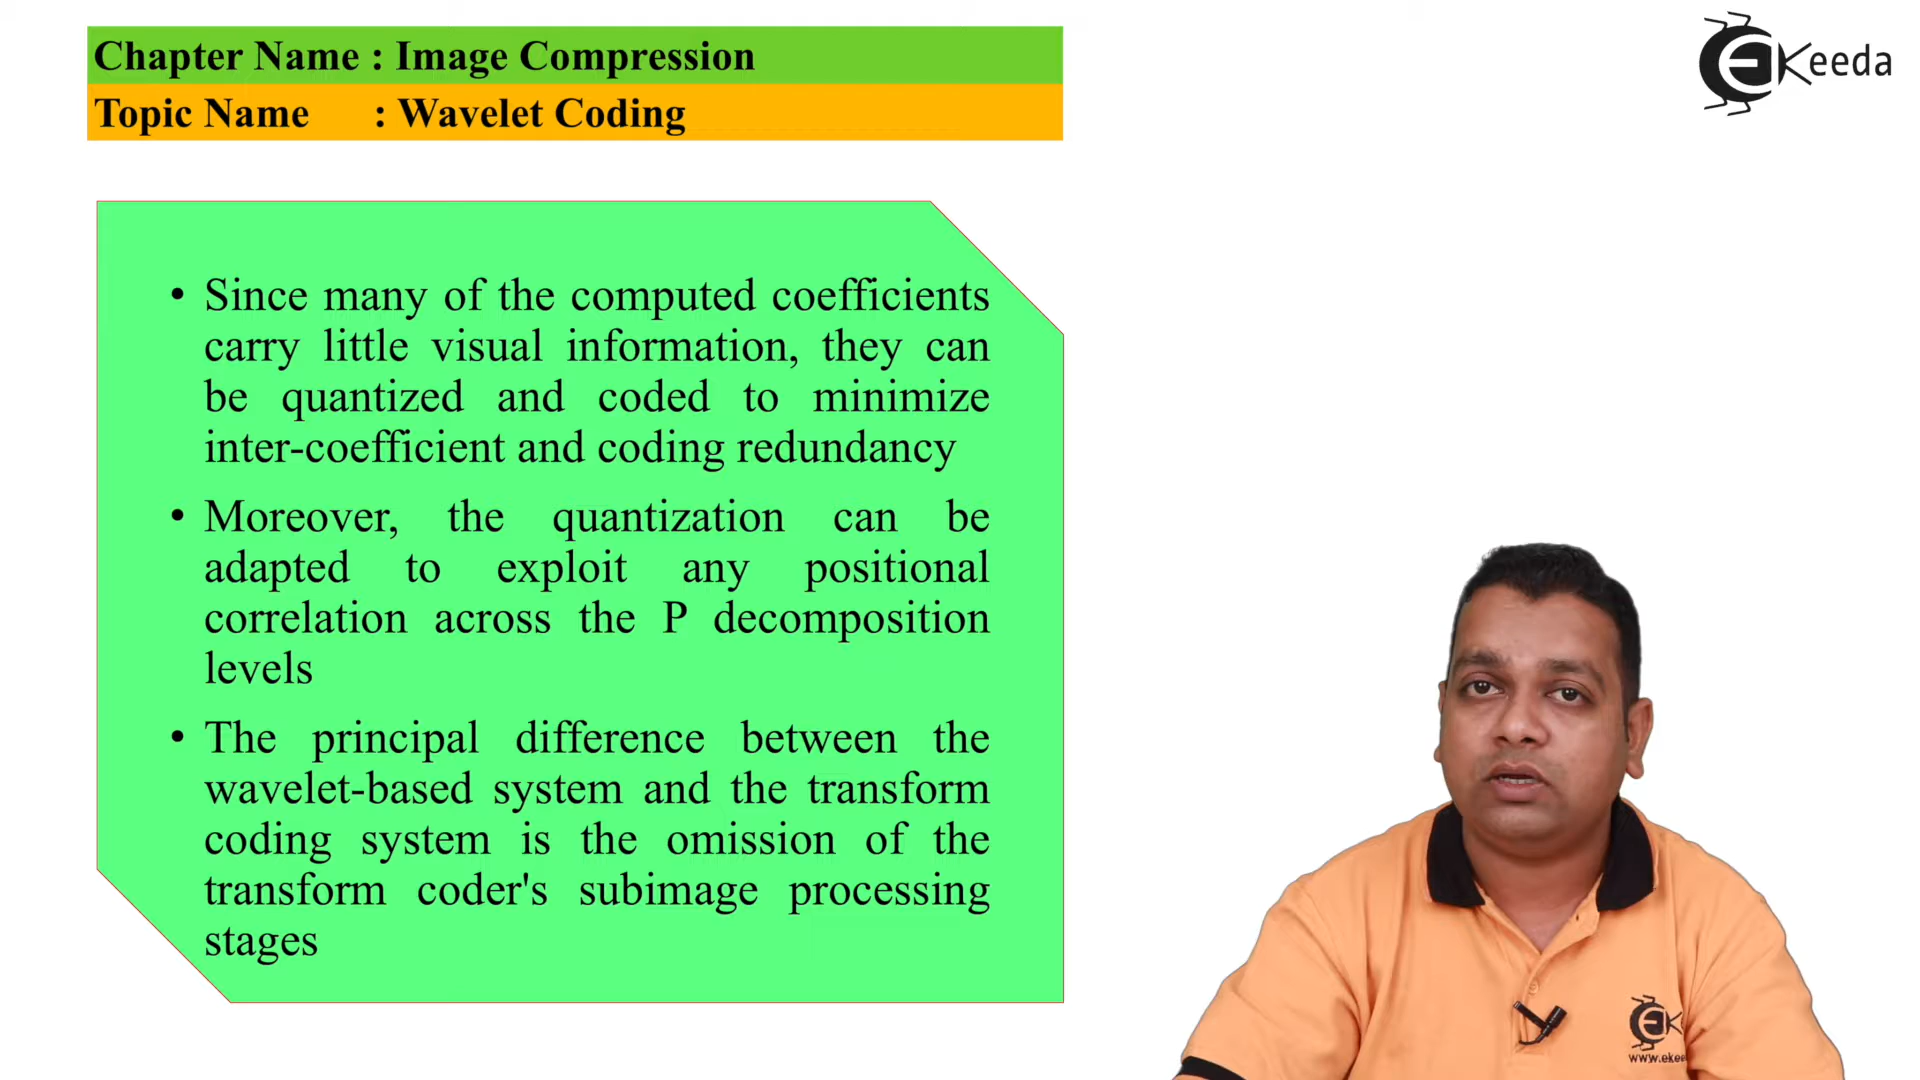 Chapter Name : Image Compression
Topic Name : Wavelet Coding
EKeeda
• Since many of the computed coefficients
carry little visual information, they can
be quantized and coded to minimize
inter-coefficient and coding redundancy
• Moreover, the quantization can be
adapted to exploit any positional
correlation across the P decomposition
levels
• The principal difference between the
wavelet-based system and the transform
coding system is the omission of the
transform coder's subimage processing
stages
EK
www.ekee